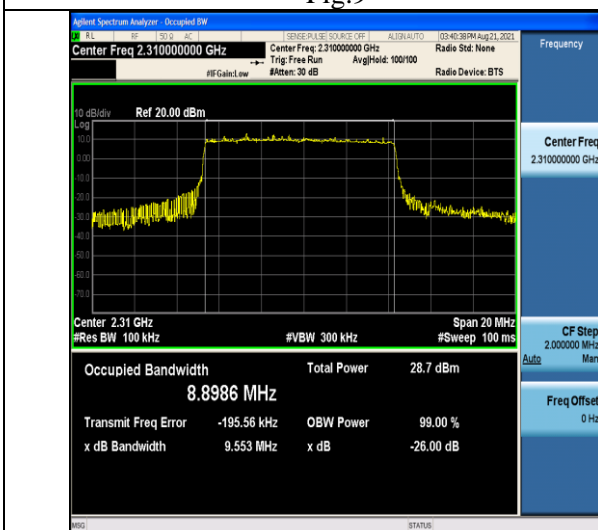 Fig.9
Agilent Spectrum Analyzer - Occupied BW
RL RF 50 Ω AC SENSE:PULSE SOURCE OFF ALIGN AUTO 03:40:38PM Aug 21, 2021
Center Freq 2.310000000 GHz
Center Freq: 2.310000000 GHz
Radio Std: None
Trig: Free Run Avg|Hold: 100/100
#IFGain:Low
#Atten: 30 dB
Radio Device: BTS
Frequency
10 dB/div Ref 20.00 dBm
Log
10.0
0.00
-10.0
-20.0
-30.0
-40.0
-50.0
-60.0
-70.0
Center 2.31 GHz
Span 20 MHz
#Res BW 100 kHz
#VBW 300 kHz
#Sweep 100 ms
Center Freq
2.310000000 GHz
CF Step
2.000000 MHz
Auto Man
Freq Offset
0 Hz
Occupied Bandwidth
8.8986 MHz
Total Power 28.7 dBm
Transmit Freq Error -195.56 kHz OBW Power 99.00 %
x dB Bandwidth 9.553 MHz x dB -26.00 dB
MSG STATUS